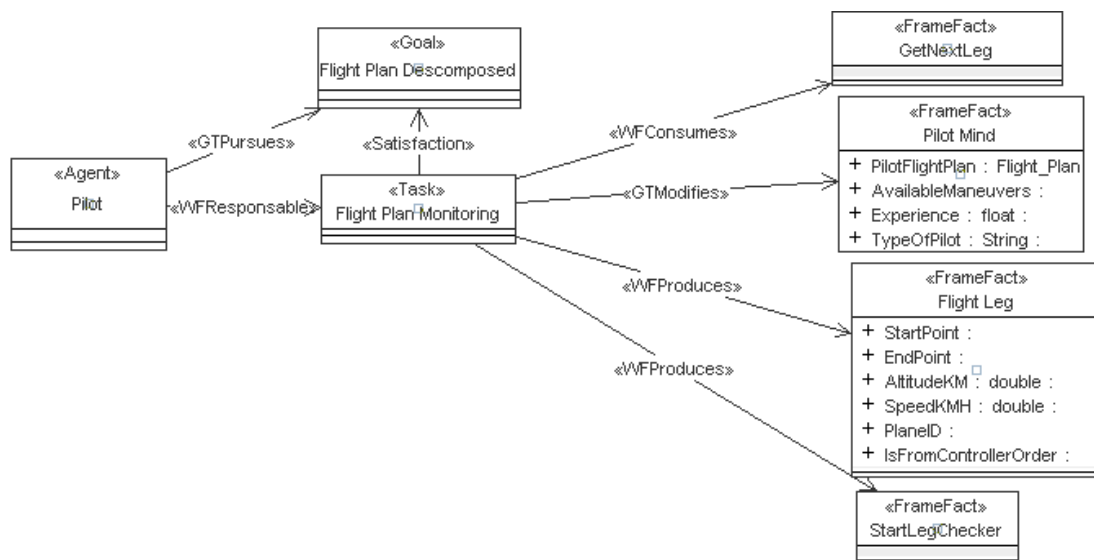 «Goal»
Flight Plan Descomposed
«GTPursues»
«Satisfaction»
«Agent»
Pilot
«WFResponsable»
«Task»
Flight Plan Monitoring
«WFConsumes»
«GTModifies»
«WFProduces»
«WFProduces»
«FrameFact»
GetNextLeg
«FrameFact»
Pilot Mind
+ PilotFlightPlan : Flight_Plan
+ AvailableManeuvers :
+ Experience : float :
+ TypeOfPilot : String :
«FrameFact»
Flight Leg
+ StartPoint :
+ EndPoint :
+ AltitudeKM : double :
+ SpeedKMH : double :
+ PlaneID :
+ IsFromControllerOrder :
«FrameFact»
StartLegChecker